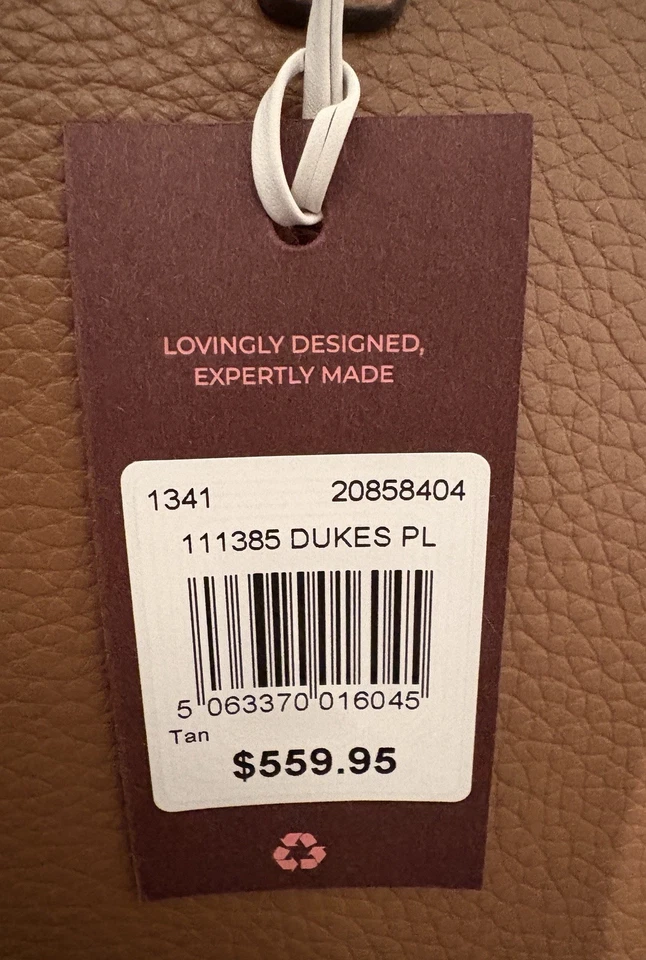 LOVINGLY DESIGNED,
EXPERTLY MADE
1341 20858404
111385 DUKES PL
5 063370 016045
Tan
$559.95